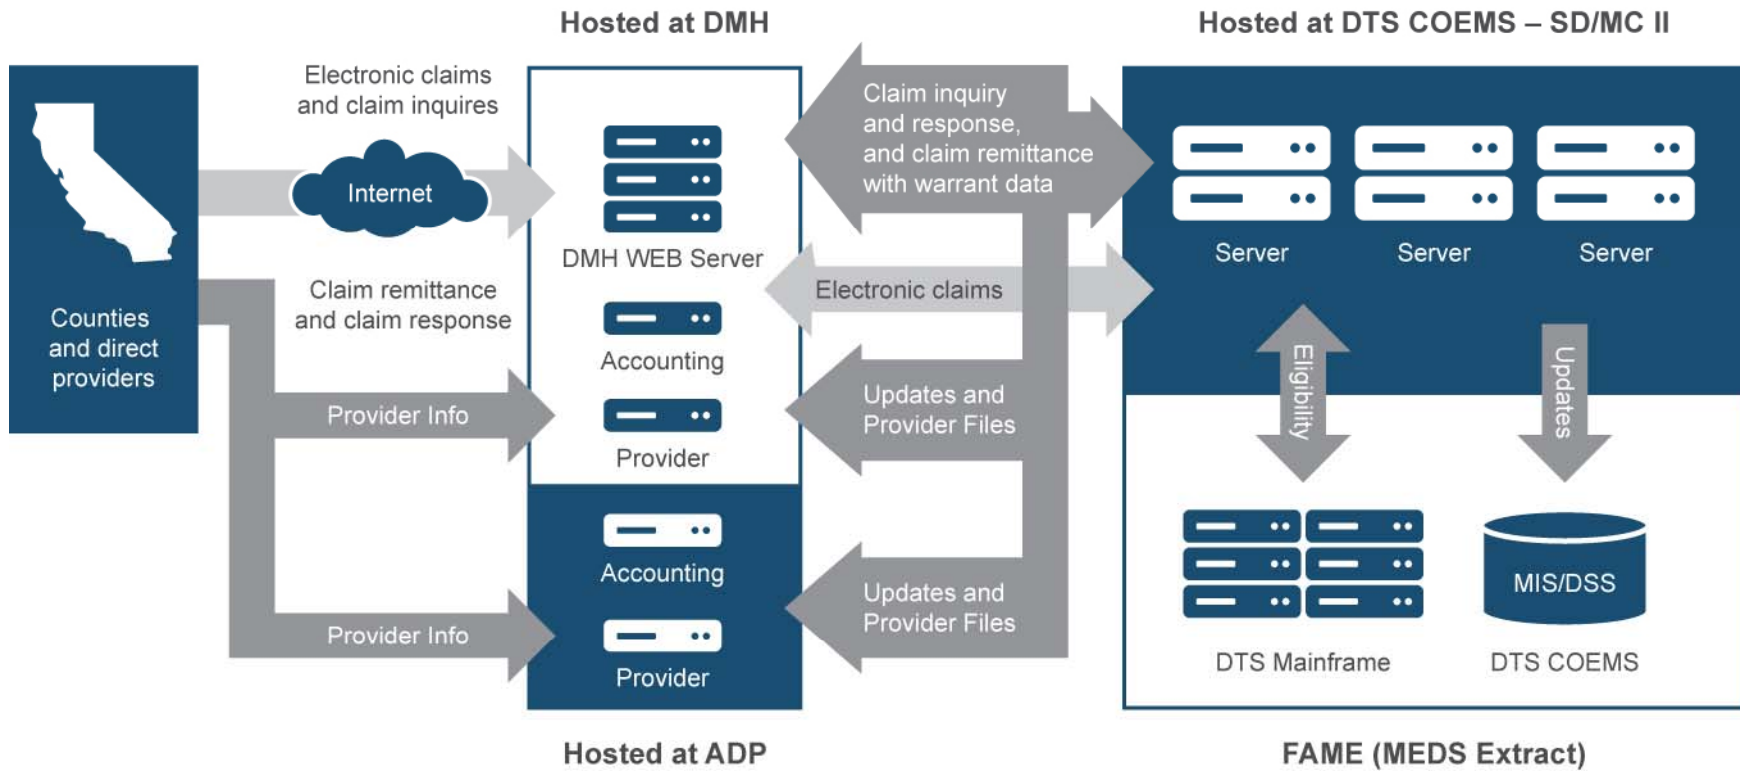 Hosted at DMH
Hosted at DTS COEMS – SD/MC II
Electronic claims
and claim inquires
Internet
Claim remittance
and claim response
Counties
and direct
providers
Provider Info
Provider Info
DMH WEB Server
Accounting
Provider
Accounting
Provider
Claim inquiry
and response,
and claim remittance
with warrant data
Electronic claims
Updates and
Provider Files
Updates and
Provider Files
Server
Server
Server
Eligibility
Updates
MIS/DSS
DTS Mainframe
DTS COEMS
Hosted at ADP
FAME (MEDS Extract)